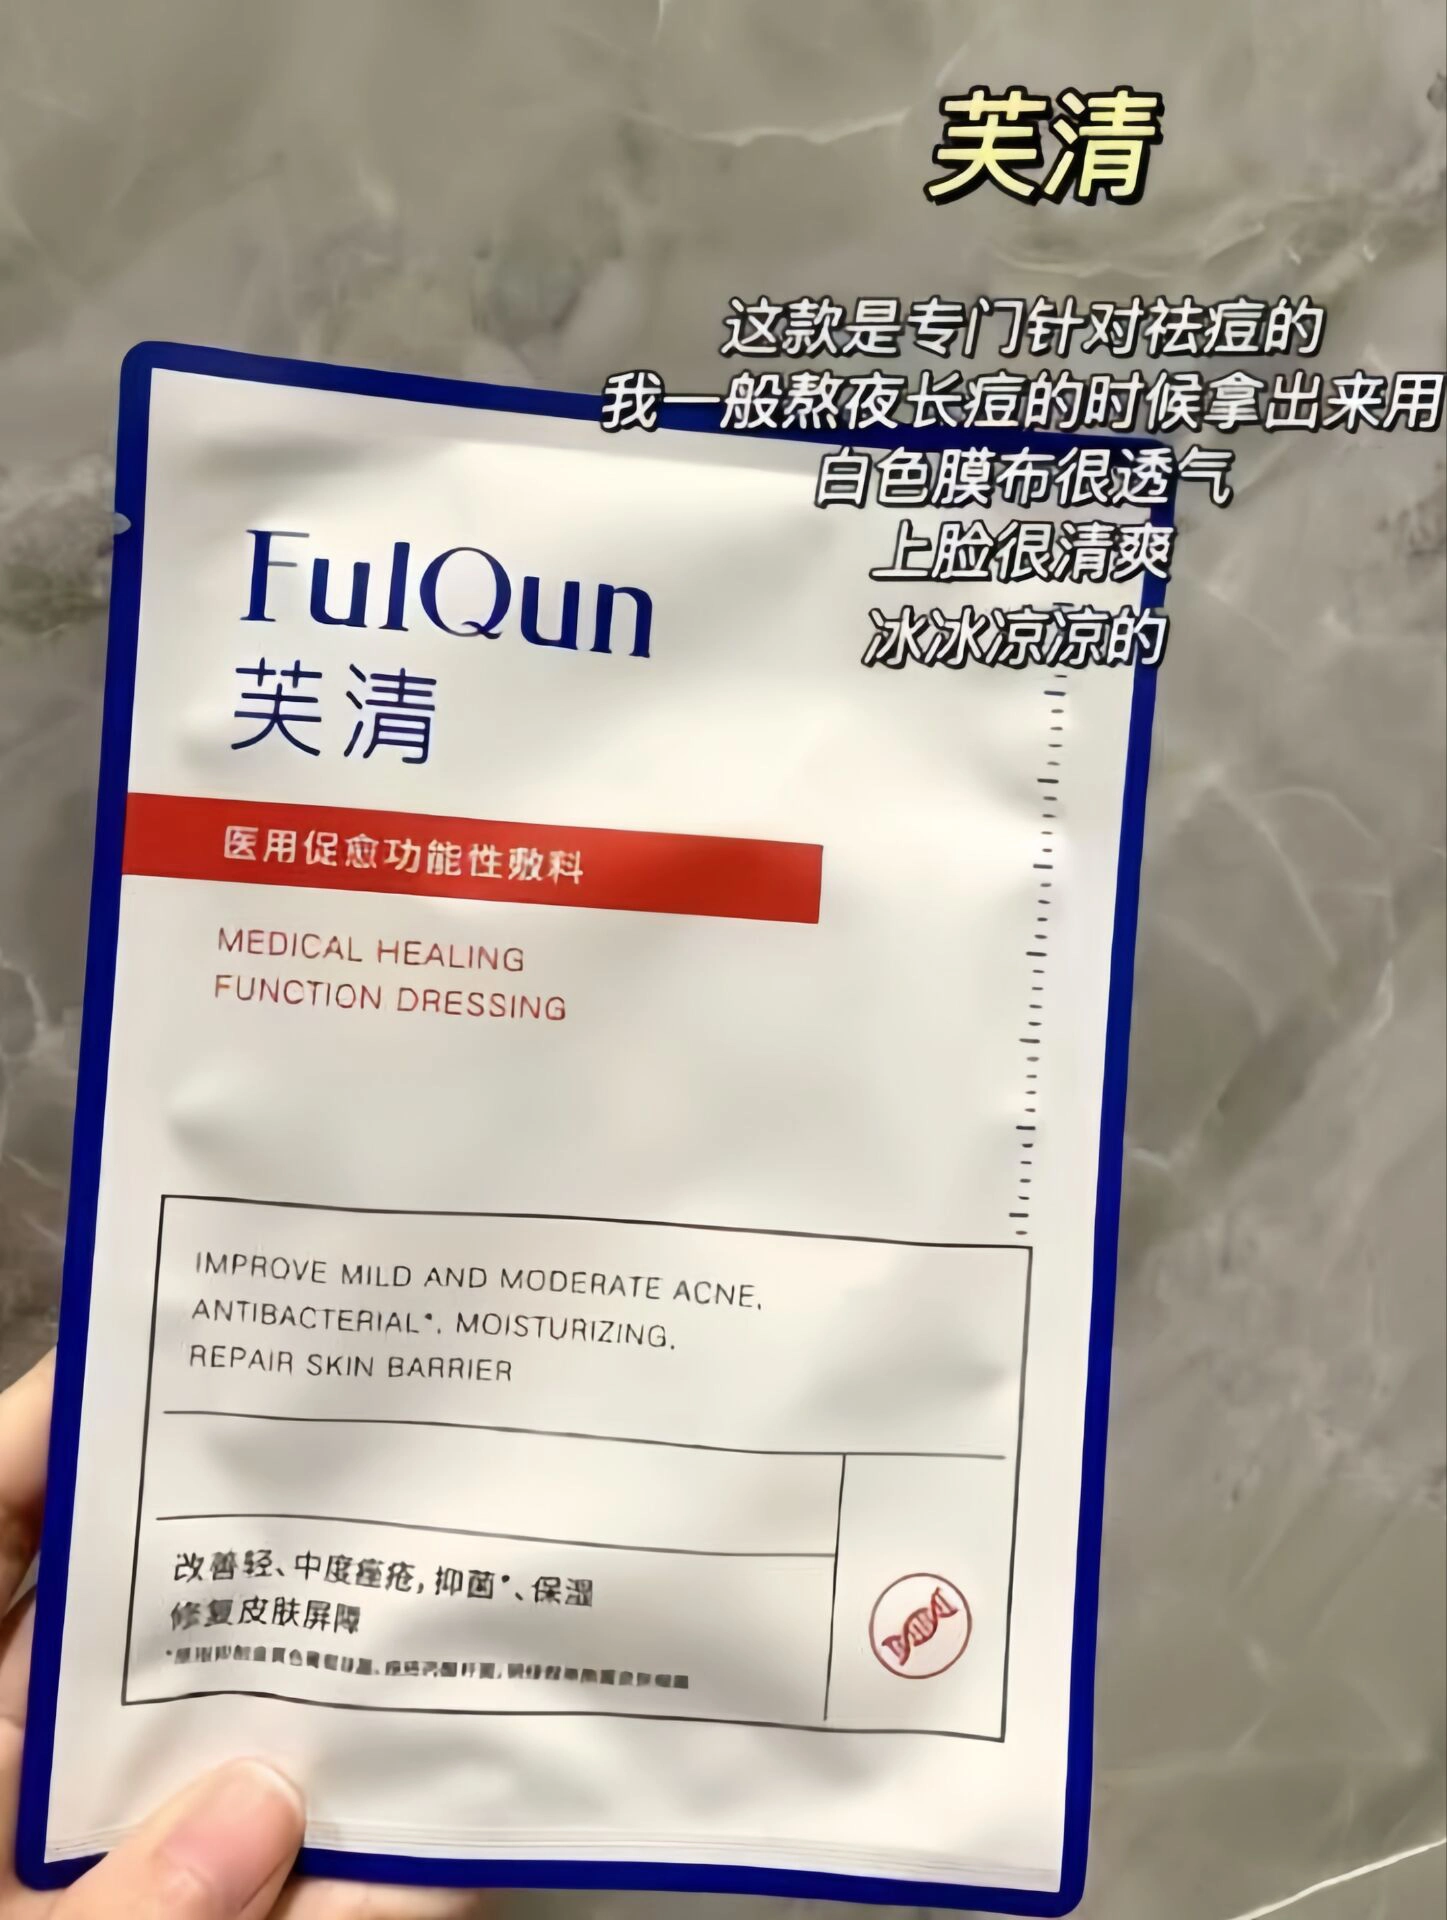 芙清
这款是专门针对祛痘的
我一般熬夜长痘的时候拿出来用
白色膜布很透气
上脸很清爽
冰冰凉凉的
FulQun
芙清
医用促愈功能性敷料
MEDICAL HEALING
FUNCTION DRESSING
IMPROVE MILD AND MODERATE ACNE,
ANTIBACTERIAL*, MOISTURIZING,
REPAIR SKIN BARRIER
改善轻、中度痤疮,抑菌*、保湿
修复皮肤屏障